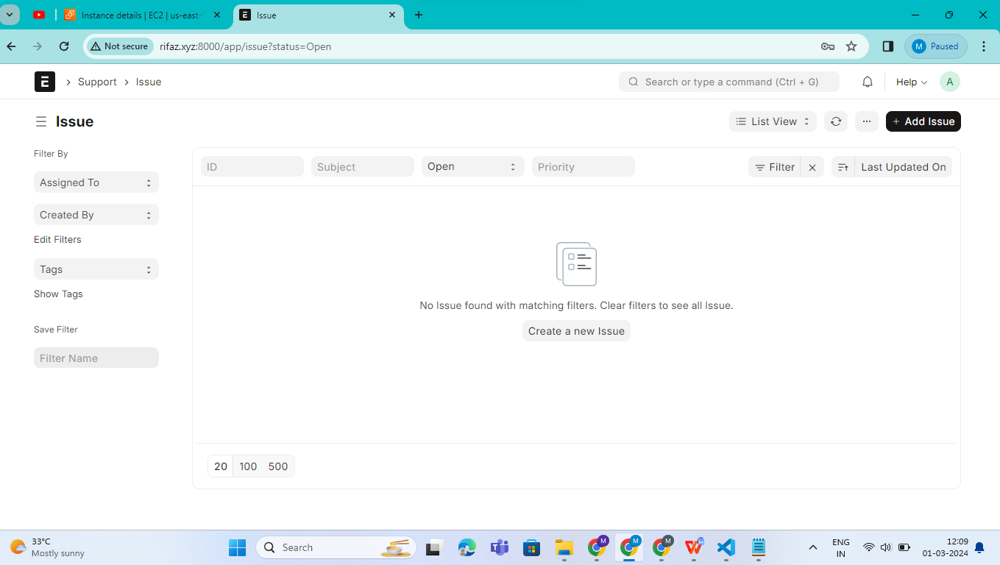 Instance details | EC2 | us-east-
Issue
Not secure
rifaz.xyz:8000/app/issue?status=Open
M
Paused
E
Support
Issue
Search or type a command (Ctrl + G)
Help
A
Issue
List View
+ Add Issue
Filter By
ID
Subject
Open
Priority
Filter
Last Updated On
Assigned To
Created By
Edit Filters
Tags
Show Tags
No Issue found with matching filters. Clear filters to see all Issue.
Create a new Issue
Save Filter
Filter Name
20
100
500
33°C
Mostly sunny
Search
M
M
M
ENG
IN
12:09
01-03-2024